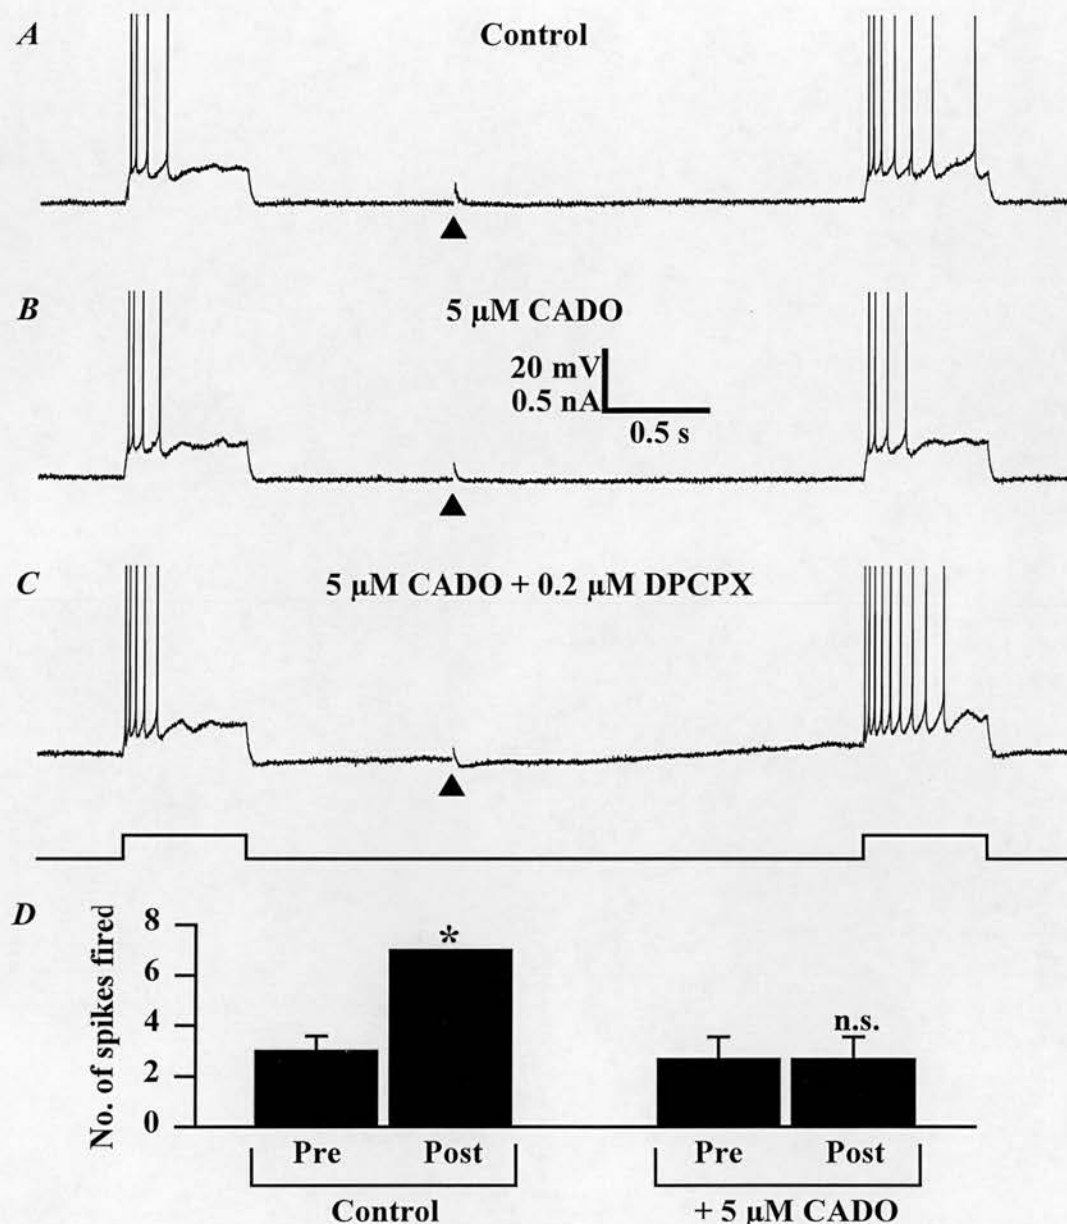 A
Control
B
5 μM CADO
20 mV
0.5 nA
0.5 s
C
5 μM CADO + 0.2 μM DPCPX
D
No. of spikes fired
8
6
4
2
0
*
n.s.
Pre
Post
Pre
Post
Control
+ 5 μM CADO